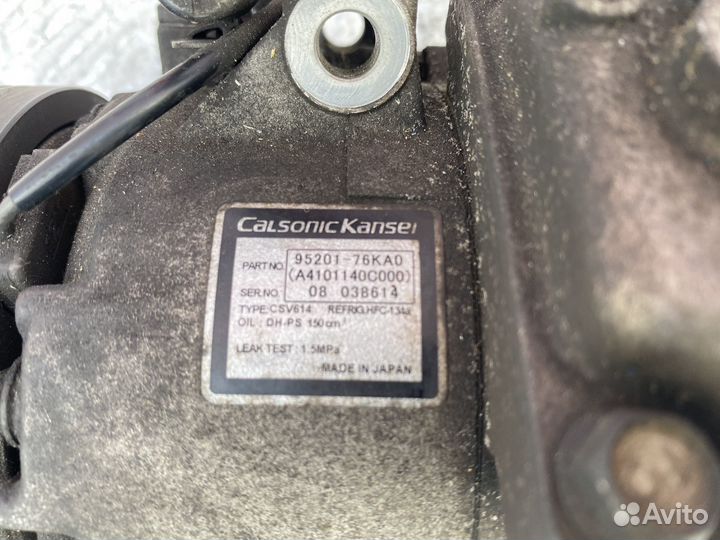 CalsonicKansei
PART NO. 95201-76KA0
(A4101140C000)
SER.NO. 08 038614
TYPE: CSV614 REFRIG.HFC-134a
OIL : DH-PS 150cm³
LEAK TEST : 1.5MPa
MADE IN JAPAN
Avito